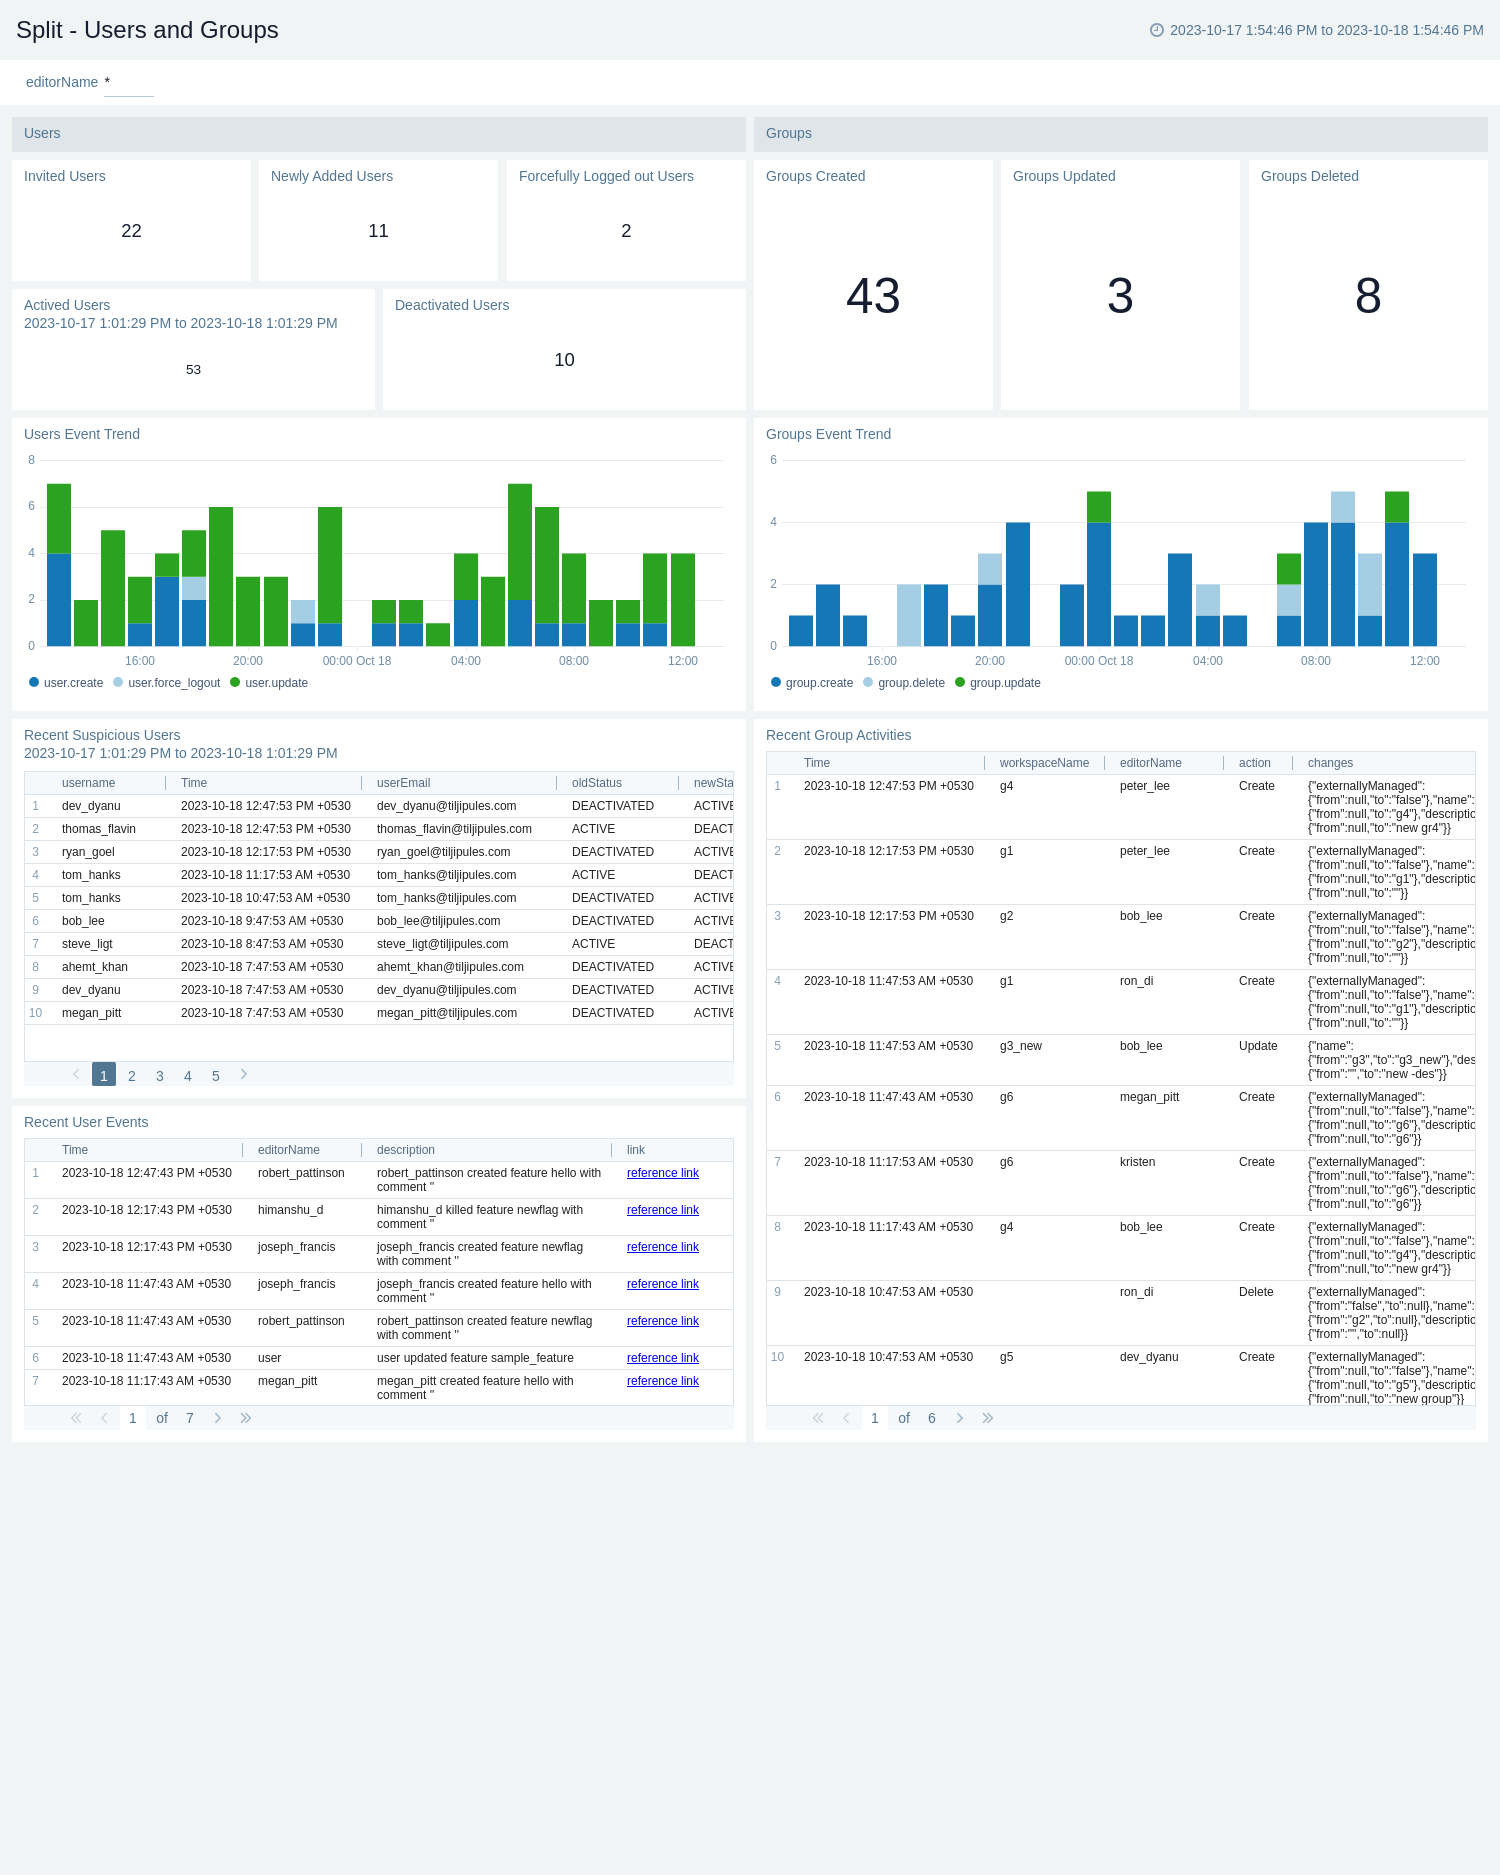 Split - Users and Groups
2023-10-17 1:54:46 PM to 2023-10-18 1:54:46 PM
editorName *
Users
Invited Users
22
Newly Added Users
11
Forcefully Logged out Users
2
Actived Users
2023-10-17 1:01:29 PM to 2023-10-18 1:01:29 PM
53
Deactivated Users
10
Groups
Groups Created
43
Groups Updated
3
Groups Deleted
8
Users Event Trend
8
6
4
2
0
16:00 20:00 00:00 Oct 18 04:00 08:00 12:00
user.create user.force_logout user.update
Groups Event Trend
6
4
2
0
16:00 20:00 00:00 Oct 18 04:00 08:00 12:00
group.create group.delete group.update
Recent Suspicious Users
2023-10-17 1:01:29 PM to 2023-10-18 1:01:29 PM
username Time userEmail oldStatus newSta
1 dev_dyanu 2023-10-18 12:47:53 PM +0530 dev_dyanu@tiljipules.com DEACTIVATED ACTIVE
2 thomas_flavin 2023-10-18 12:47:53 PM +0530 thomas_flavin@tiljipules.com ACTIVE DEACT
3 ryan_goel 2023-10-18 12:17:53 PM +0530 ryan_goel@tiljipules.com DEACTIVATED ACTIVE
4 tom_hanks 2023-10-18 11:17:53 AM +0530 tom_hanks@tiljipules.com ACTIVE DEACT
5 tom_hanks 2023-10-18 10:47:53 AM +0530 tom_hanks@tiljipules.com DEACTIVATED ACTIVE
6 bob_lee 2023-10-18 9:47:53 AM +0530 bob_lee@tiljipules.com DEACTIVATED ACTIVE
7 steve_ligt 2023-10-18 8:47:53 AM +0530 steve_ligt@tiljipules.com ACTIVE DEACT
8 ahemt_khan 2023-10-18 7:47:53 AM +0530 ahemt_khan@tiljipules.com DEACTIVATED ACTIVE
9 dev_dyanu 2023-10-18 7:47:53 AM +0530 dev_dyanu@tiljipules.com DEACTIVATED ACTIVE
10 megan_pitt 2023-10-18 7:47:53 AM +0530 megan_pitt@tiljipules.com DEACTIVATED ACTIVE
1 2 3 4 5
Recent User Events
Time editorName description link
1 2023-10-18 12:47:43 PM +0530 robert_pattinson robert_pattinson created feature hello with reference link
comment ''
2 2023-10-18 12:17:43 PM +0530 himanshu_d himanshu_d killed feature newflag with reference link
comment ''
3 2023-10-18 12:17:43 PM +0530 joseph_francis joseph_francis created feature newflag reference link
with comment ''
4 2023-10-18 11:47:43 AM +0530 joseph_francis joseph_francis created feature hello with reference link
comment ''
5 2023-10-18 11:47:43 AM +0530 robert_pattinson robert_pattinson created feature newflag reference link
with comment ''
6 2023-10-18 11:47:43 AM +0530 user user updated feature sample_feature reference link
7 2023-10-18 11:17:43 AM +0530 megan_pitt megan_pitt created feature hello with reference link
comment ''
1 of 7
Recent Group Activities
Time workspaceName editorName action changes
1 2023-10-18 12:47:53 PM +0530 g4 peter_lee Create {"externallyManaged":
{"from":null,"to":"false"},"name":
{"from":null,"to":"g4"},"descriptio
{"from":null,"to":"new gr4"}}
2 2023-10-18 12:17:53 PM +0530 g1 peter_lee Create {"externallyManaged":
{"from":null,"to":"false"},"name":
{"from":null,"to":"g1"},"descriptio
{"from":null,"to":""}}
3 2023-10-18 12:17:53 PM +0530 g2 bob_lee Create {"externallyManaged":
{"from":null,"to":"false"},"name":
{"from":null,"to":"g2"},"descriptio
{"from":null,"to":""}}
4 2023-10-18 11:47:53 AM +0530 g1 ron_di Create {"externallyManaged":
{"from":null,"to":"false"},"name":
{"from":null,"to":"g1"},"descriptio
{"from":null,"to":""}}
5 2023-10-18 11:47:53 AM +0530 g3_new bob_lee Update {"name":
{"from":"g3","to":"g3_new"},"des
{"from":"","to":"new -des"}}
6 2023-10-18 11:47:43 AM +0530 g6 megan_pitt Create {"externallyManaged":
{"from":null,"to":"false"},"name":
{"from":null,"to":"g6"},"descriptio
{"from":null,"to":"g6"}}
7 2023-10-18 11:17:53 AM +0530 g6 kristen Create {"externallyManaged":
{"from":null,"to":"false"},"name":
{"from":null,"to":"g6"},"descriptio
{"from":null,"to":"g6"}}
8 2023-10-18 11:17:43 AM +0530 g4 bob_lee Create {"externallyManaged":
{"from":null,"to":"false"},"name":
{"from":null,"to":"g4"},"descriptio
{"from":null,"to":"new gr4"}}
9 2023-10-18 10:47:53 AM +0530 ron_di Delete {"externallyManaged":
{"from":"false","to":null},"name":
{"from":"g2","to":null},"descriptio
{"from":"","to":null}}
10 2023-10-18 10:47:53 AM +0530 g5 dev_dyanu Create {"externallyManaged":
{"from":null,"to":"false"},"name":
{"from":null,"to":"g5"},"descriptio
{"from":null,"to":"new group"}}
1 of 6